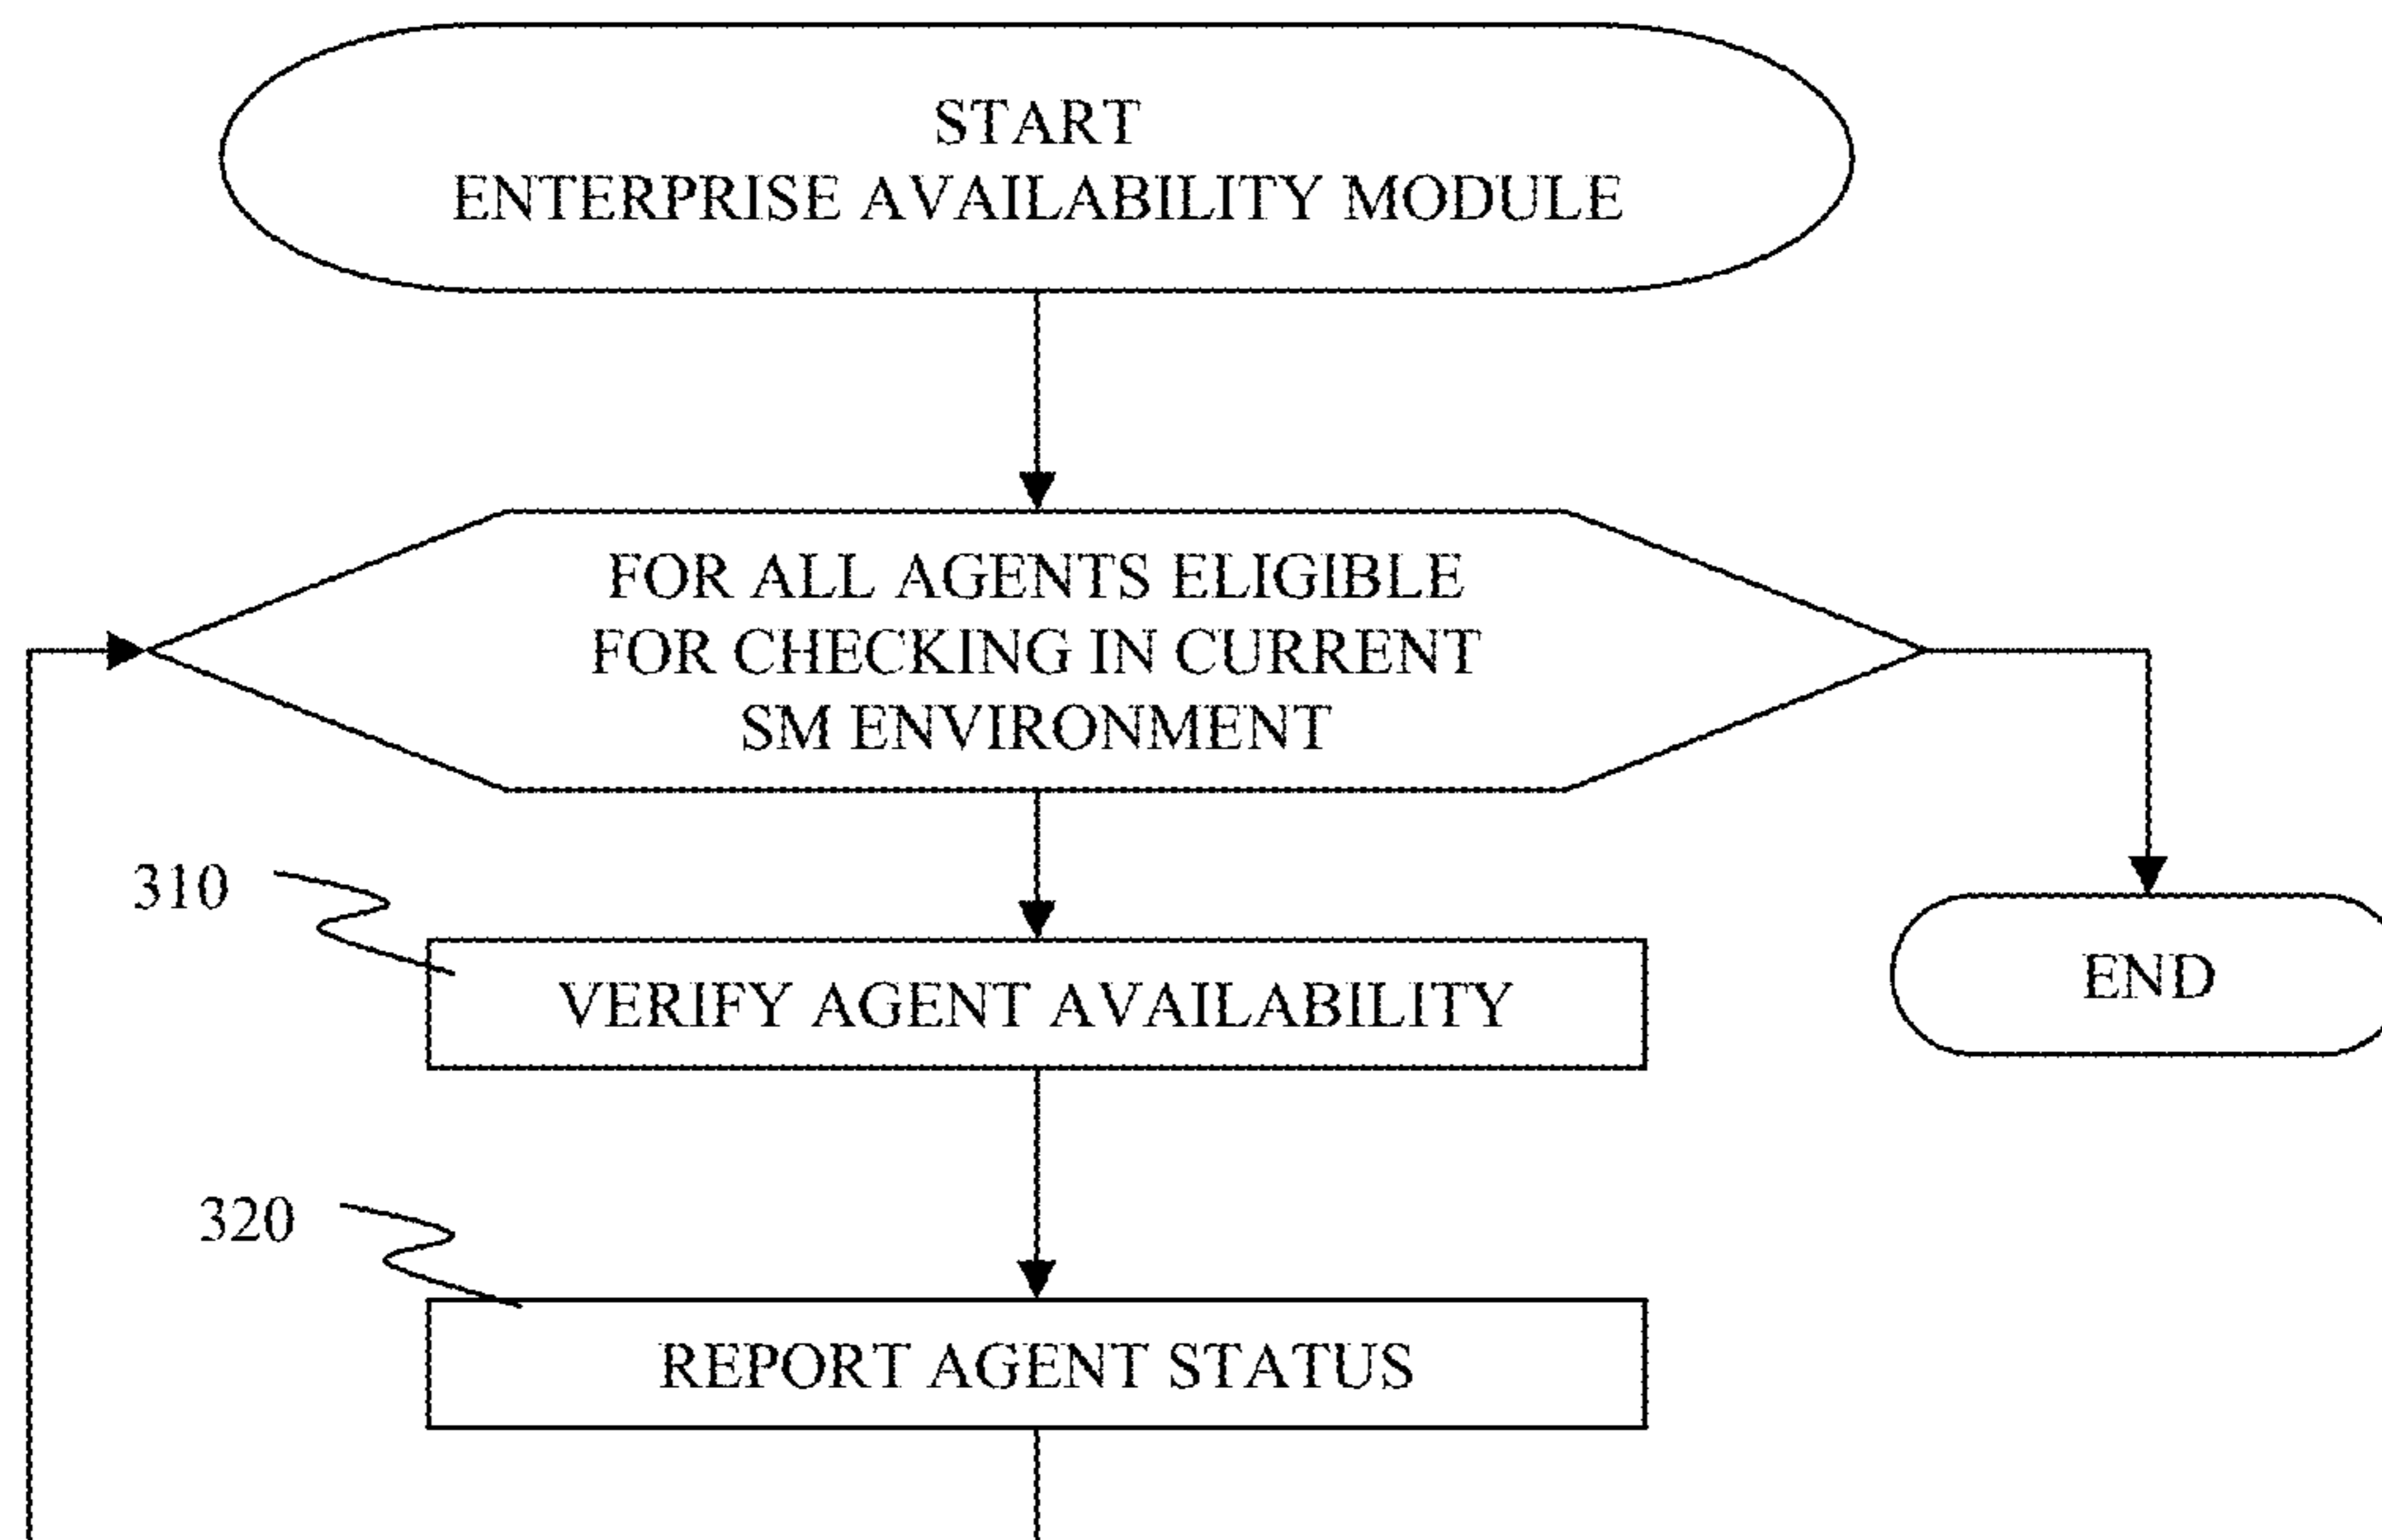 START
ENTERPRISE AVAILABILITY MODULE
FOR ALL AGENTS ELIGIBLE
FOR CHECKING IN CURRENT
SM ENVIRONMENT
310
VERIFY AGENT AVAILABILITY
END
320
REPORT AGENT STATUS